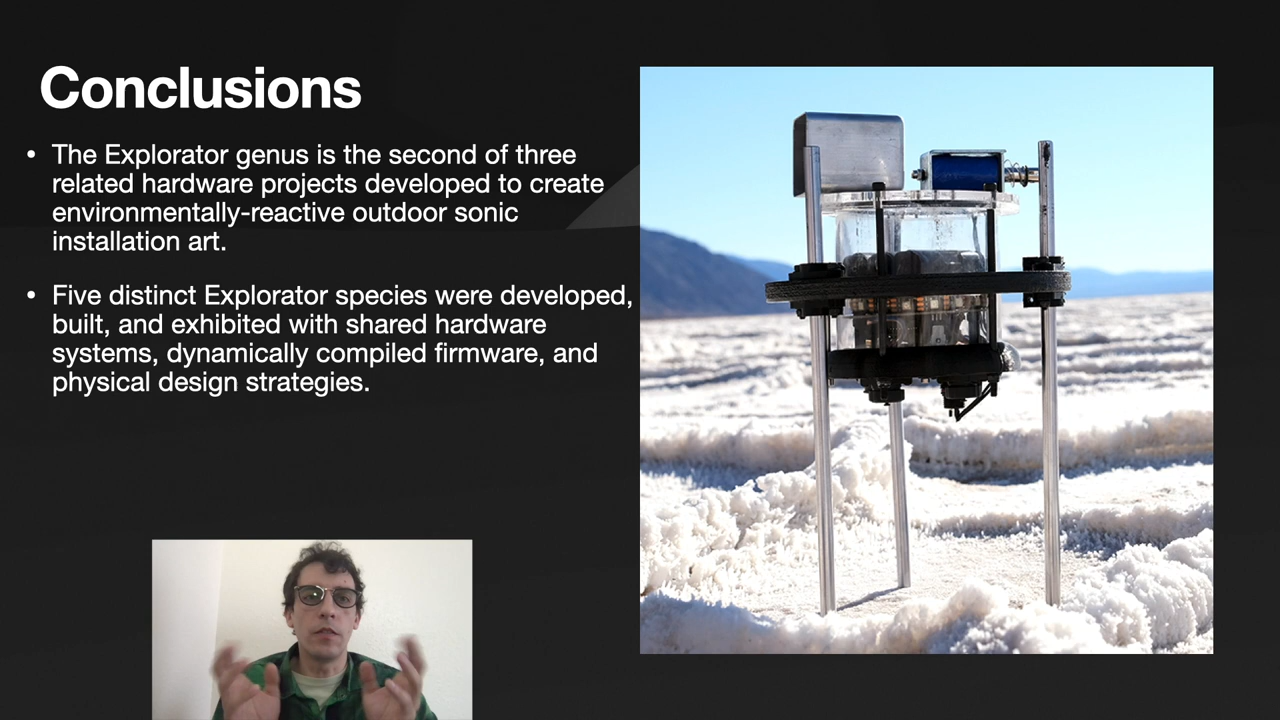 Conclusions
• The Explorator genus is the second of three
related hardware projects developed to create
environmentally-reactive outdoor sonic
installation art.
• Five distinct Explorator species were developed,
built, and exhibited with shared hardware
systems, dynamically compiled firmware, and
physical design strategies.